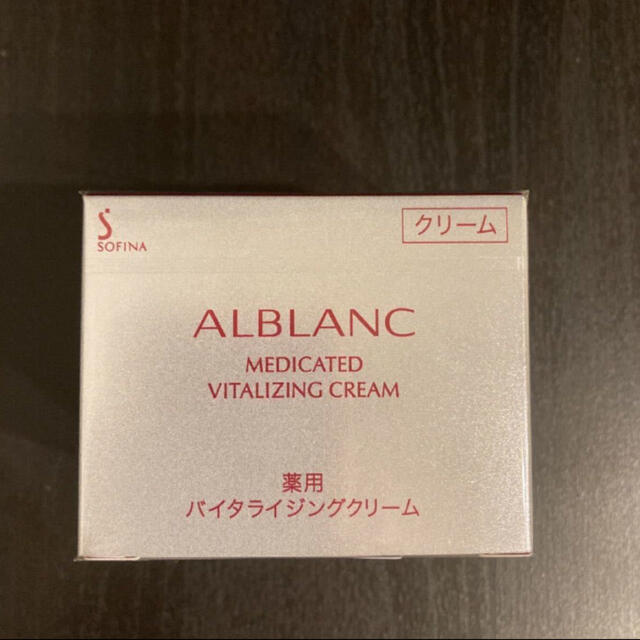 SOFINA
クリーム
ALBLANC
MEDICATED
VITALIZING CREAM
薬用
バイタライジングクリーム